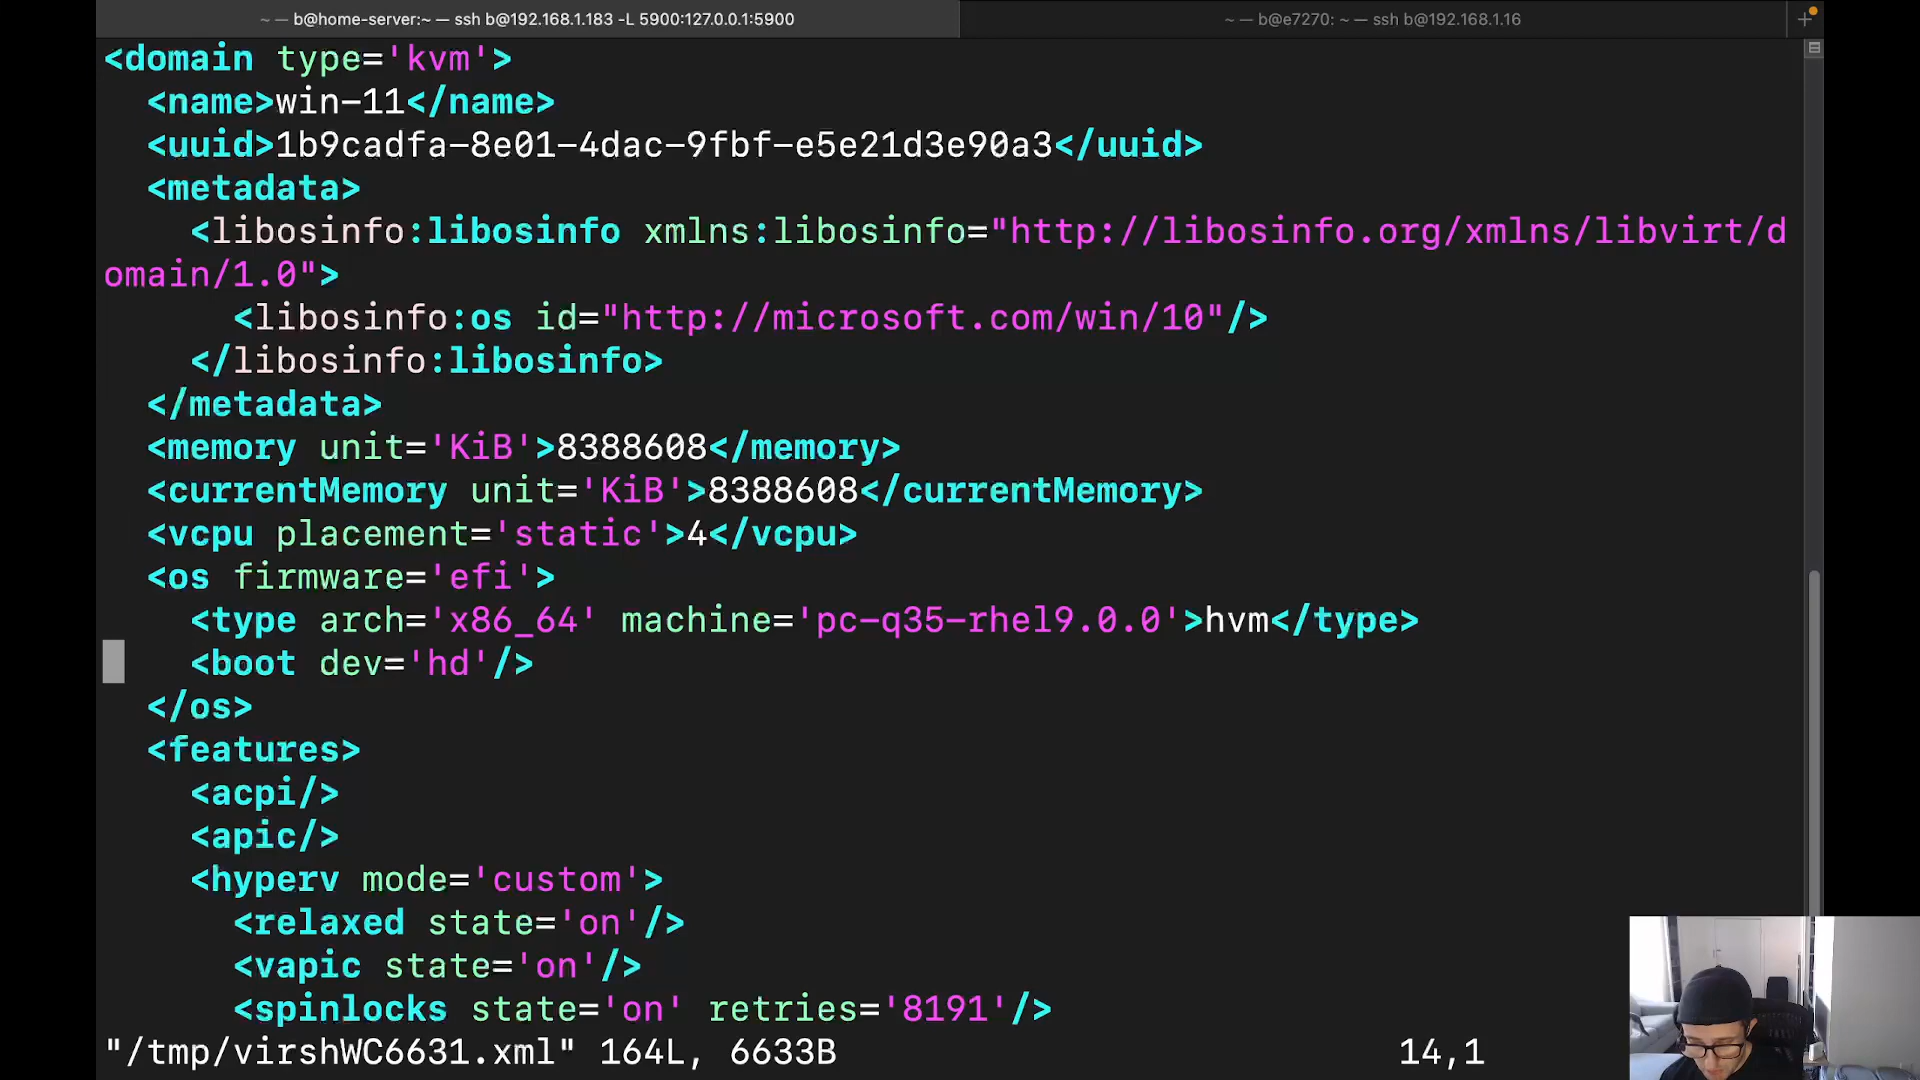 ~ — b@home-server:~ — ssh b@192.168.1.183 -L 5900:127.0.0.1:5900
~ — b@e7270: ~ — ssh b@192.168.1.16
<domain type='kvm'>
  <name>win-11</name>
  <uuid>1b9cadfa-8e01-4dac-9fbf-e5e21d3e90a3</uuid>
  <metadata>
    <libosinfo:libosinfo xmlns:libosinfo="http://libosinfo.org/xmlns/libvirt/d
omain/1.0">
      <libosinfo:os id="http://microsoft.com/win/10"/>
    </libosinfo:libosinfo>
  </metadata>
  <memory unit='KiB'>8388608</memory>
  <currentMemory unit='KiB'>8388608</currentMemory>
  <vcpu placement='static'>4</vcpu>
  <os firmware='efi'>
    <type arch='x86_64' machine='pc-q35-rhel9.0.0'>hvm</type>
    <boot dev='hd'/>
  </os>
  <features>
    <acpi/>
    <apic/>
    <hyperv mode='custom'>
      <relaxed state='on'/>
      <vapic state='on'/>
      <spinlocks state='on' retries='8191'/>
"/tmp/virshWC6631.xml" 164L, 6633B 14,1